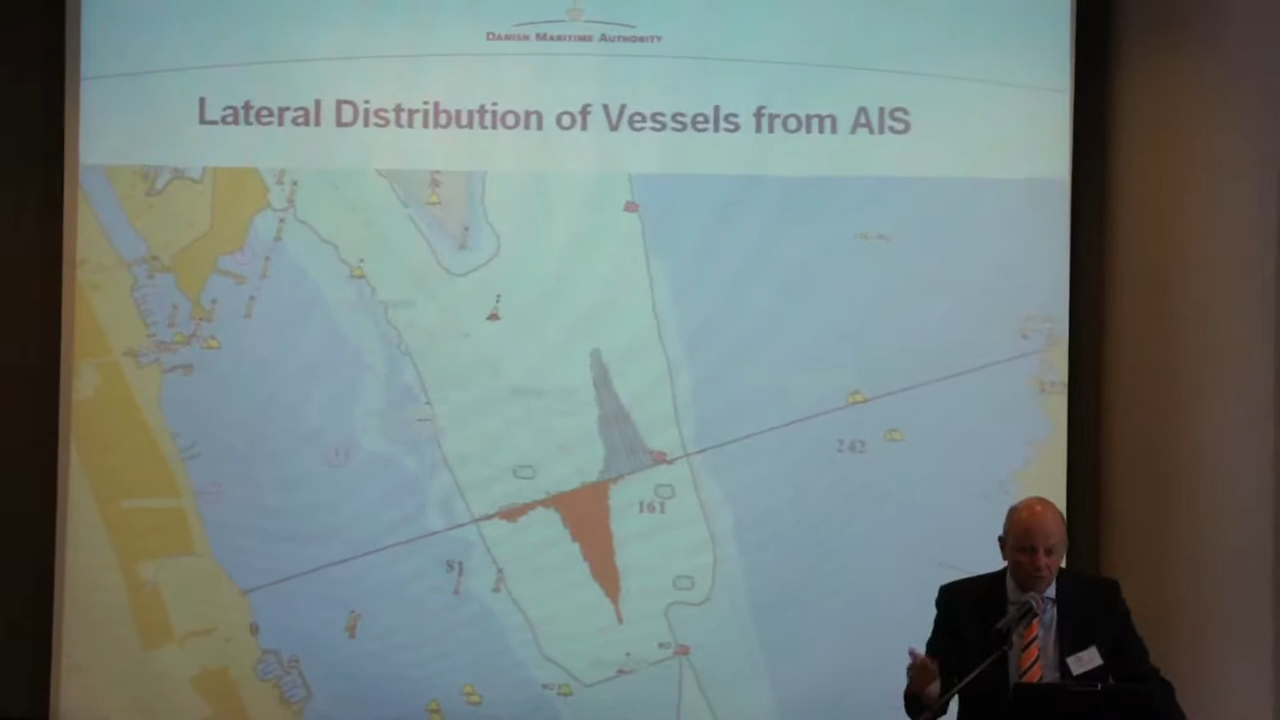 DANISH MARITIME AUTHORITY
Lateral Distribution of Vessels from AIS
242
161
81